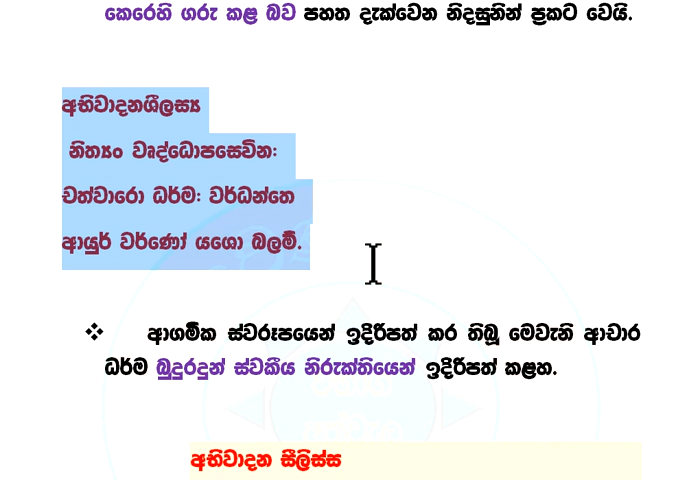 කෙරෙහි ගරු කළ බව පහත දැක්වෙන නිදසුනින් ප්‍රකට වෙයි.
අභිවාදනශීලස්‍ය
නිත්‍යං වෘද්ධොපසෙවිනඃ
චත්වාරො ධර්මඃ වර්ධන්තෙ
ආයුර් වර්ණෝ යශො බලම්.
❖ ආගමික ස්වරූපයෙන් ඉදිරිපත් කර තිබූ මෙවැනි ආචාර
ධර්ම බුදුරදුන් ස්වකීය නිරුක්තියෙන් ඉදිරිපත් කළහ.
අභිවාදන සීලිස්ස